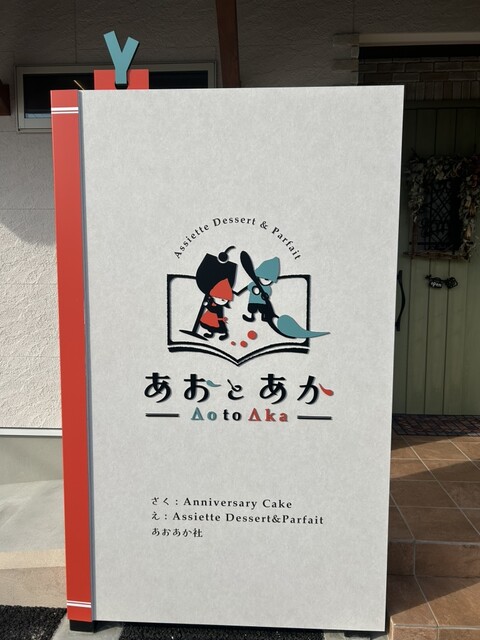 Y
Assiette Dessert & Parfait
あおとあか
Ao to Aka
さく：Anniversary Cake
え：Assiette Dessert&Parfait
あおあか社